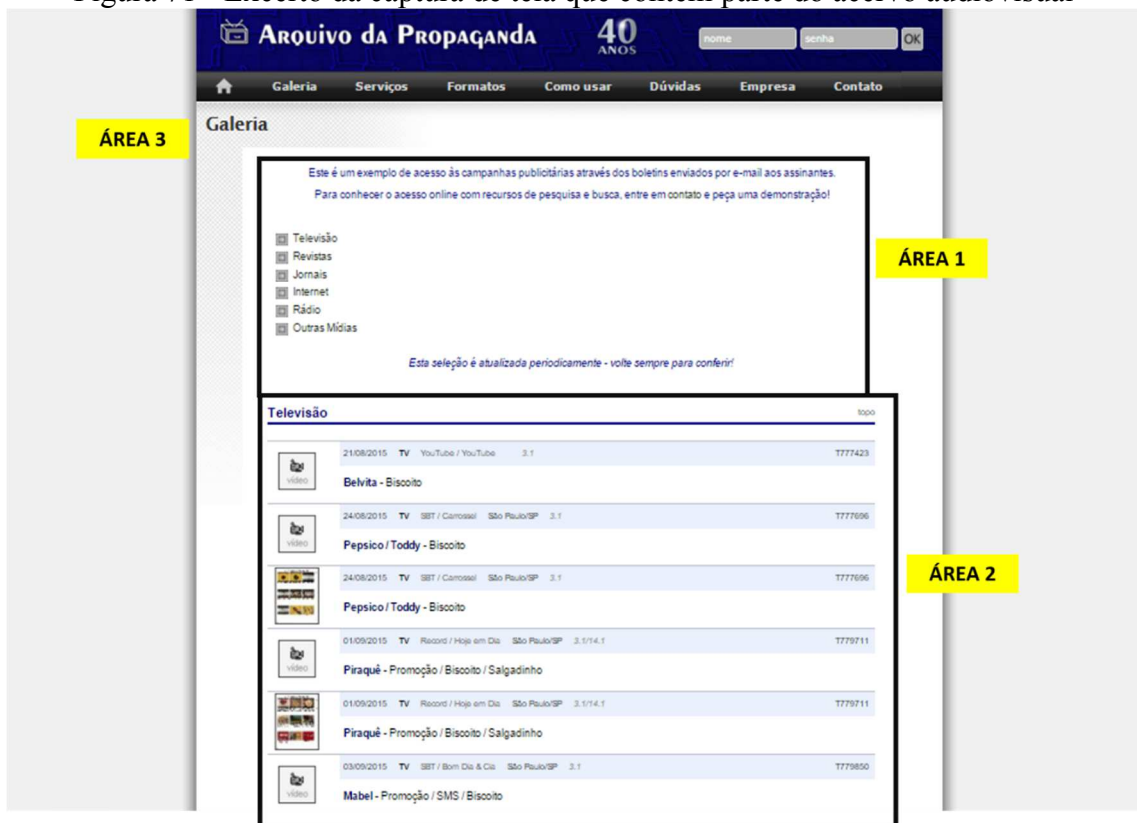 Figura 71 - Excerto da captura de tela que contém parte do acervo audiovisual
Arquivo da Propaganda
40
ANOS
nome
senha
OK
Galeria Serviços Formatos Como usar Dúvidas Empresa Contato
Galeria
ÁREA 3
Este é um exemplo de acesso às campanhas publicitárias através dos boletins enviados por e-mail aos assinantes.
Para conhecer o acesso online com recursos de pesquisa e busca, entre em contato e peça uma demonstração!
ÁREA 1
Televisão
Revistas
Jornais
Internet
Rádio
Outras Mídias
Esta seleção é atualizada periodicamente - volte sempre para conferir!
Televisão topo
21/08/2015 TV YouTube / YouTube 3.1 T777423
vídeo
Belvita - Biscoito
24/08/2015 TV SBT / Carrossel São Paulo/SP 3.1 T777696
vídeo
Pepsico / Toddy - Biscoito
ÁREA 2
24/08/2015 TV SBT / Carrossel São Paulo/SP 3.1 T777696
Pepsico / Toddy - Biscoito
01/09/2015 TV Record / Hoje em Dia São Paulo/SP 3.1/14.1 T779711
vídeo
Piraquê - Promoção / Biscoito / Salgadinho
01/09/2015 TV Record / Hoje em Dia São Paulo/SP 3.1/14.1 T779711
Piraquê - Promoção / Biscoito / Salgadinho
03/09/2015 TV SBT / Bom Dia & Cia São Paulo/SP 3.1 T779850
vídeo
Mabel - Promoção / SMS / Biscoito